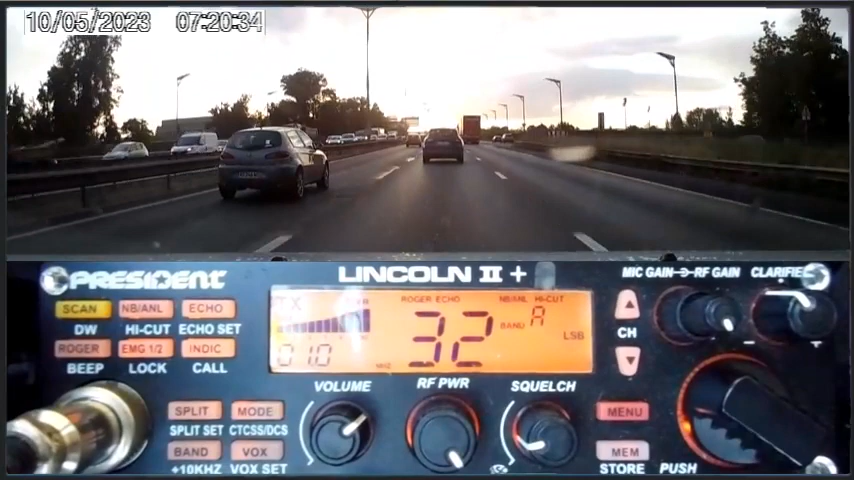 10/05/2023 07:20:34
PRESIDENT LINCOLN II + MIC GAIN RF GAIN CLARIFIER
SCAN NB/ANL ECHO
DW HI-CUT ECHO SET
ROGER EMG 1/2 INDIC
BEEP LOCK CALL
TX ROGER ECHO NB/ANL HI-CUT
32 BAND A LSB
010
CH
VOLUME RF PWR SQUELCH
SPLIT MODE MENU
SPLIT SET CTCSS/DCS
BAND VOX MEM
+10KHZ VOX SET STORE PUSH